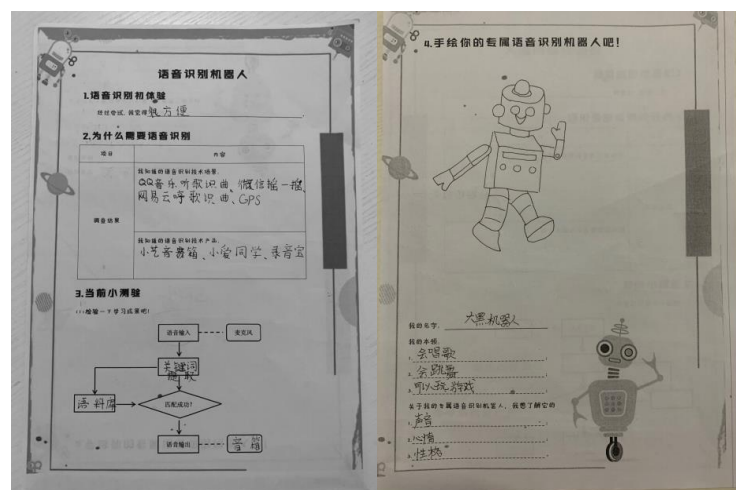 语音识别机器人
1.语音识别初体验
经过尝试，我觉得很方便
2.为什么需要语音识别
项目 内容
我知道的语音识别技术场景：
QQ音乐听歌识曲、微信摇一摇、
网易云听歌识曲、GPS
调查结果
我知道的语音识别技术产品：
小艺音箱、小爱同学、录音宝
3.当前小测验
检验一下学习成果吧！
语音输入 麦克风
关键词
提取
语料库 匹配成功？
语音输出 音箱
4.手绘你的专属语音识别机器人吧！
我的名字： 大黑机器人
我的本领：
1. 会唱歌
2. 会跳舞
3. 可以玩游戏
关于我的专属语音识别机器人，我想了解它的
1. 声音
2. 心情
3. 性格